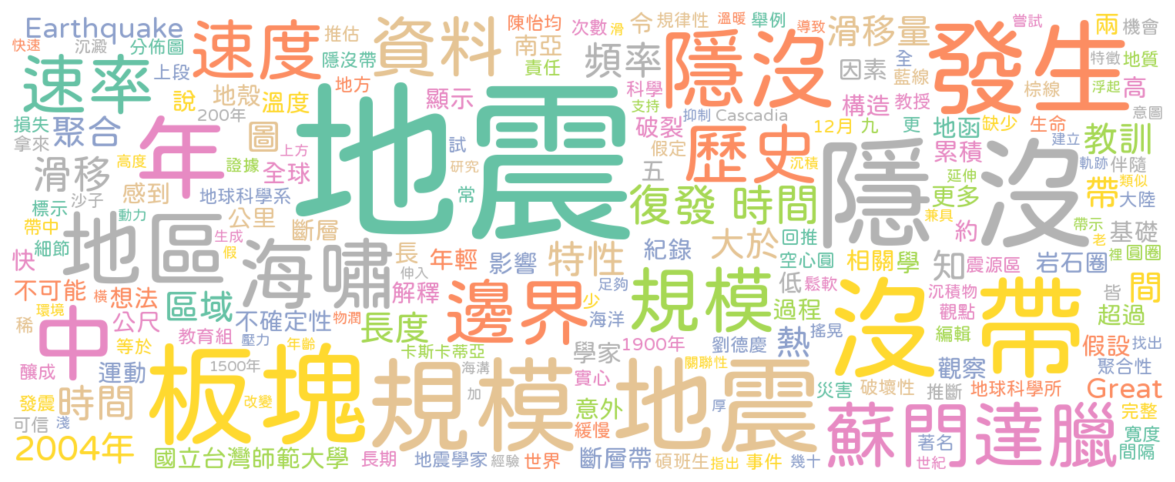 Earthquake
快速
沉澱
分佈圖
推估
速度
資料
陳怡均
次數
滑
令
規律性
溫暖
舉例
導致
滑移量
嘗試
兩
機會
速率
上段
隱沒帶
南亞
責任
頻率
隱沒
因素
全
藍線
發生
特徵
地質
浮起
棕線
高
說
地殼
溫度
地方
顯示
科學
支持
構造
教授
意圖
200年
損失
拿來
聚合
年
圖
上方
地震
破裂
抑制
Cascadia
假定
12月
九
更
地函
缺少
生命
建立
教訓
歷史
沉積
累積
軌跡
伴隨
滑移
高度
證據
全球
試
研究
常
五
隱沒
延伸
類似
沙子
感到
地球科學系
標示
帶中
動力
公里
斷層
復發
時間
更多
帶
大陸
兼具
細節
地區
生成
假
海嘯
長
年輕
影響
特性
紀錄
大於
回推
空心圓
約
帶示
老
基礎
裡
圓圈
快
伸入
不可能
橫
想法
區域
解釋
邊界
足夠
少
規模
低
鬆軟
相關
學
知
震源區
岩石圈
沉積物
皆
間
環境
稀
公尺
不確定性
物潤
長度
海洋
過程
觀點
超過
中
等於
教育組
壓力
年齡
卡斯卡蒂亞
1900年
劉德慶
熱
搖晃
編輯
沒帶
假設
找出
釀成
運動
1500年
板塊
海溝
學家
關聯性
觀察
聚合性
發震
時間
改變
加
實心
規模
地震
災害
破壞性
推斷
地球科學所
Great
可信
淺
意外
緩慢
厚
蘇門達臘
著名
完整
寬度
2004年
國立台灣師範大學
長期
地震學家
經驗
世界
斷層帶
碩班生
指出
事件
幾十
世紀
間隔